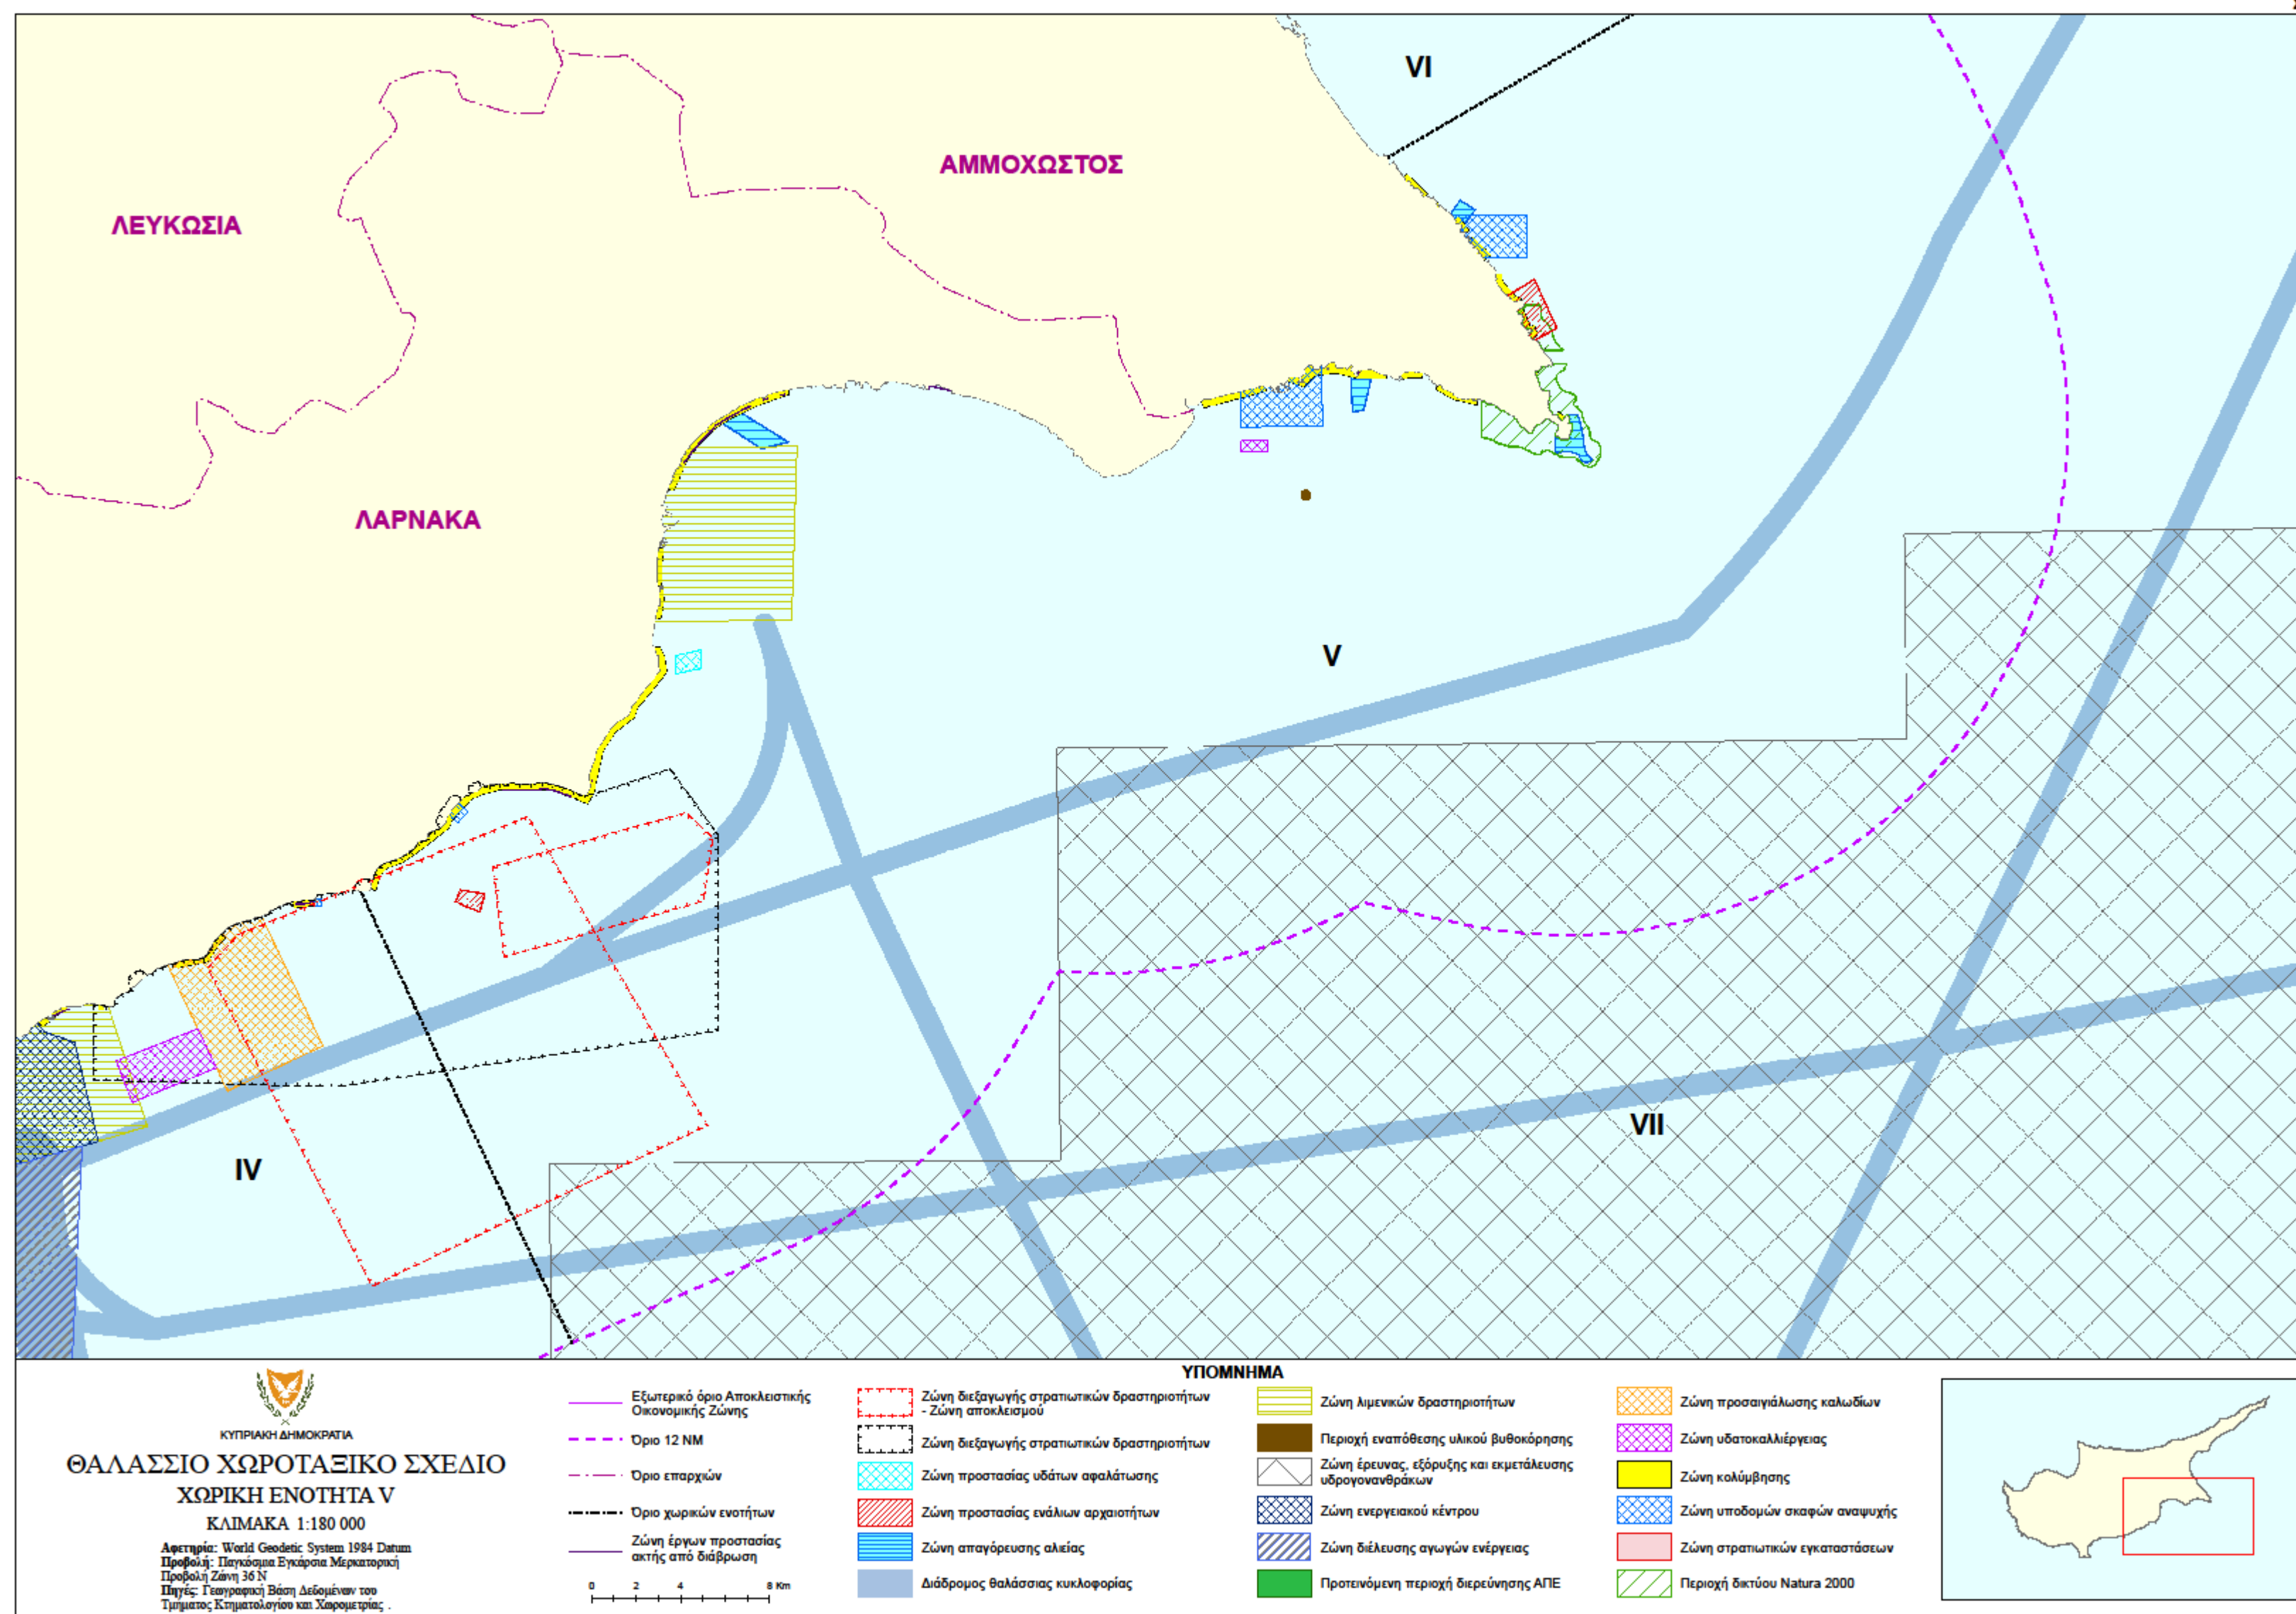 VI
ΑΜΜΟΧΩΣΤΟΣ
ΛΕΥΚΩΣΙΑ
ΛΑΡΝΑΚΑ
V
VII
IV
ΥΠΟΜΝΗΜΑ
ΚΥΠΡΙΑΚΗ ΔΗΜΟΚΡΑΤΙΑ
ΘΑΛΑΣΣΙΟ ΧΩΡΟΤΑΞΙΚΟ ΣΧΕΔΙΟ
ΧΩΡΙΚΗ ΕΝΟΤΗΤΑ V
ΚΛΙΜΑΚΑ 1:180 000
Αφετηρία: World Geodetic System 1984 Datum
Προβολή: Παγκόσμια Εγκάρσια Μερκατορική
Προβολή Ζώνη 36 N
Πηγές: Γεωγραφική Βάση Δεδομένων του
Τμήματος Κτηματολογίου και Χωρομετρίας .
Εξωτερικό όριο Αποκλειστικής
Οικονομικής Ζώνης
Όριο 12 NM
Όριο επαρχιών
Όριο χωρικών ενοτήτων
Ζώνη έργων προστασίας
ακτής από διάβρωση
0 2 4 8 Km
Ζώνη διεξαγωγής στρατιωτικών δραστηριοτήτων
- Ζώνη αποκλεισμού
Ζώνη διεξαγωγής στρατιωτικών δραστηριοτήτων
Ζώνη προστασίας υδάτων αφαλάτωσης
Ζώνη προστασίας ενάλιων αρχαιοτήτων
Ζώνη απαγόρευσης αλιείας
Διάδρομος θαλάσσιας κυκλοφορίας
Ζώνη λιμενικών δραστηριοτήτων
Περιοχή εναπόθεσης υλικού βυθοκόρησης
Ζώνη έρευνας, εξόρυξης και εκμετάλευσης
υδρογονανθράκων
Ζώνη ενεργειακού κέντρου
Ζώνη διέλευσης αγωγών ενέργειας
Προτεινόμενη περιοχή διερεύνησης ΑΠΕ
Ζώνη προσαιγιάλωσης καλωδίων
Ζώνη υδατοκαλλιέργειας
Ζώνη κολύμβησης
Ζώνη υποδομών σκαφών αναψυχής
Ζώνη στρατιωτικών εγκαταστάσεων
Περιοχή δικτύου Natura 2000